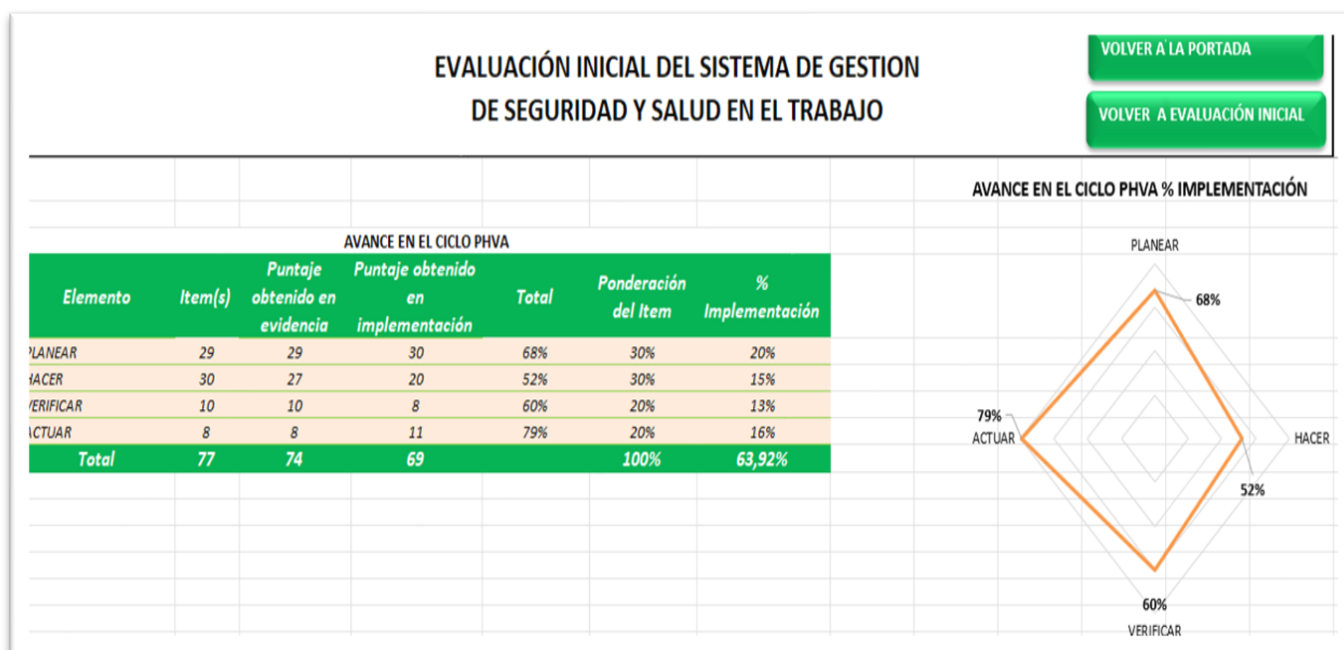 VOLVER A LA PORTADA
EVALUACIÓN INICIAL DEL SISTEMA DE GESTION
DE SEGURIDAD Y SALUD EN EL TRABAJO
VOLVER A EVALUACIÓN INICIAL
AVANCE EN EL CICLO PHVA
Elemento Item(s) Puntaje obtenido en evidencia Puntaje obtenido en implementación Total Ponderación del Item % Implementación
PLANEAR 29 29 30 68% 30% 20%
HACER 30 27 20 52% 30% 15%
VERIFICAR 10 10 8 60% 20% 13%
ACTUAR 8 8 11 79% 20% 16%
Total 77 74 69 100% 63,92%
AVANCE EN EL CICLO PHVA % IMPLEMENTACIÓN
PLANEAR
68%
79%
ACTUAR
HACER
52%
60%
VERIFICAR